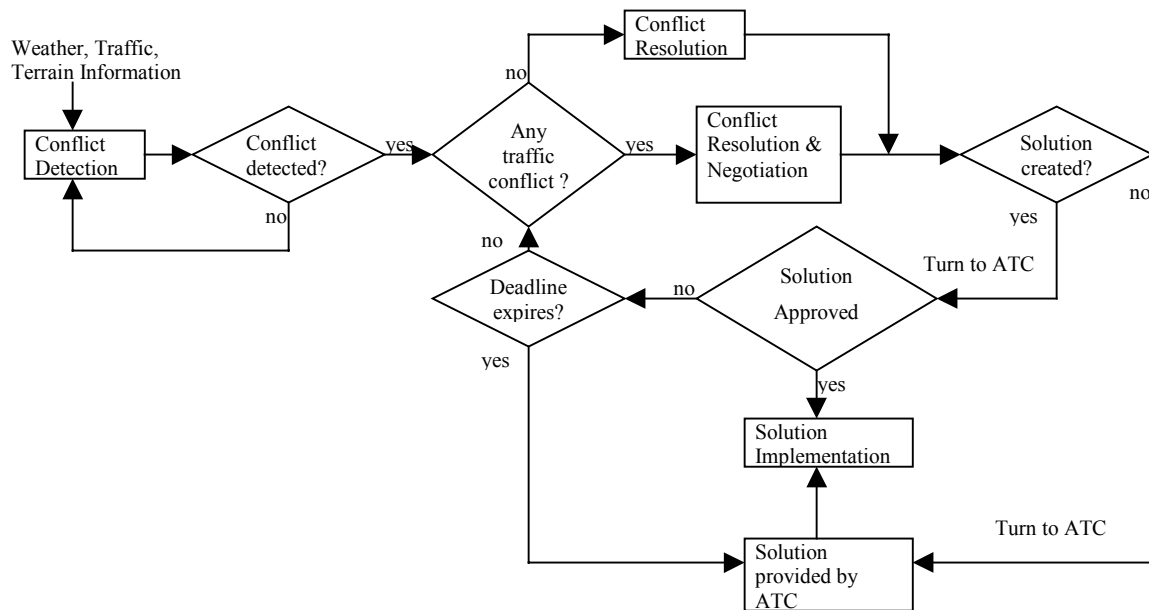 Weather, Traffic,
Terrain Information
Conflict
Detection
Conflict
detected?
yes
no
Any
traffic
conflict ?
no
Conflict
Resolution
yes
Conflict
Resolution &
Negotiation
Solution
created?
no
yes
Turn to ATC
Solution
Approved
no
Deadline
expires?
no
yes
yes
Solution
Implementation
Solution
provided by
ATC
Turn to ATC